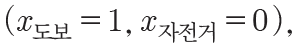 (x도보 = 1, x자전거 = 0),